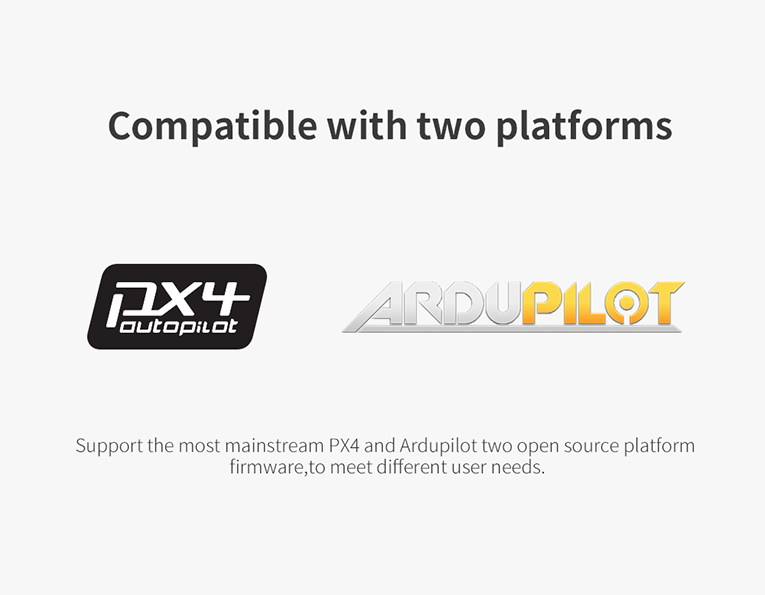 Compatible with two platforms
px4
autopilot
ARDUPILOT
Support the most mainstream PX4 and Ardupilot two open source platform
firmware,to meet different user needs.